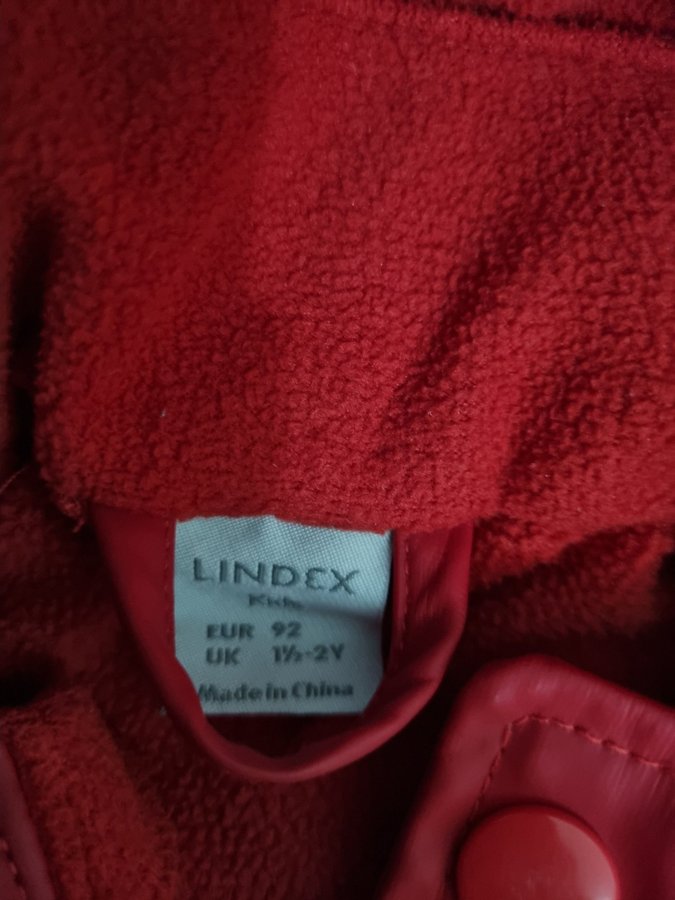 LINDEX
Kids
EUR 92
UK 1½-2Y
Made in China